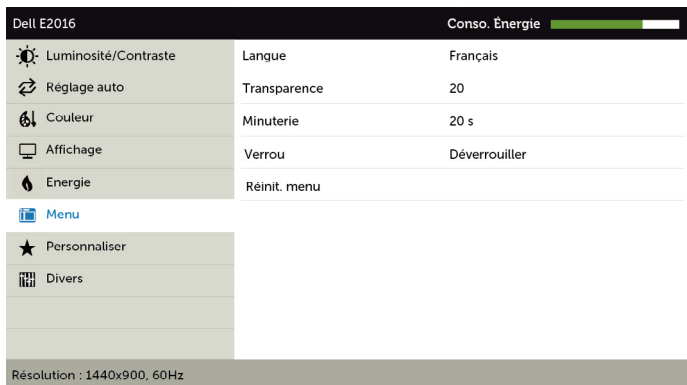 Dell E2016 Conso. Énergie
Luminosité/Contraste Langue Français
Réglage auto Transparence 20
Couleur Minuterie 20 s
Affichage Verrou Déverrouiller
Energie Réinit. menu
Menu
Personnaliser
Divers
Résolution : 1440x900, 60Hz